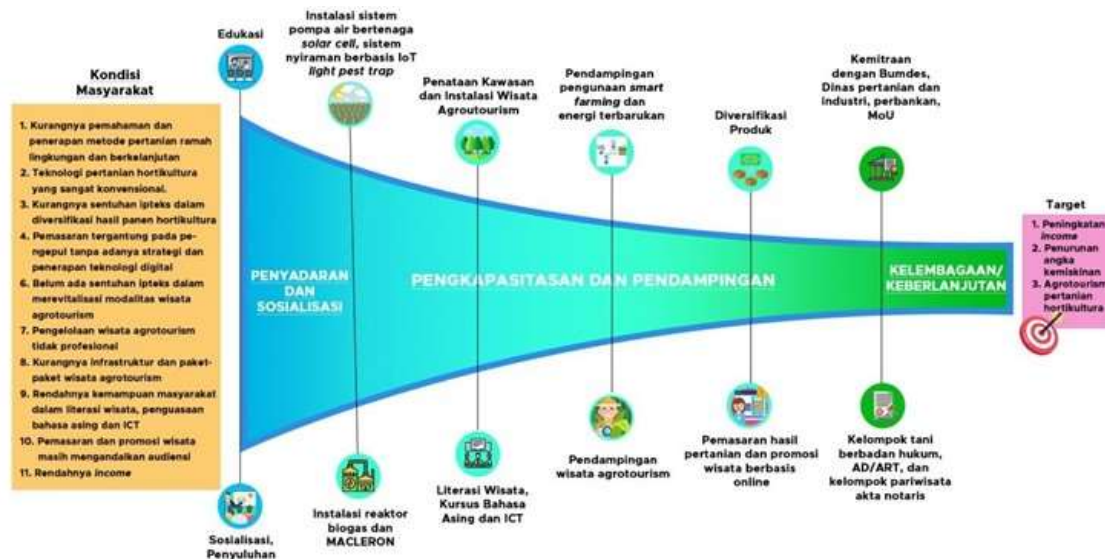 Kondisi
Masyarakat
1. Kurangnya pemahaman dan
penerapan metode pertanian ramah
lingkungan dan berkelanjutan
2. Teknologi pertanian hortikultura
yang sangat konvensional.
3. Kurangnya sentuhan ipteks dalam
diversifikasi hasil panen hortikultura
4. Pemasaran tergantung pada pe-
ngepul tanpa adanya strategi dan
penerapan teknologi digital
6. Belum ada sentuhan ipteks dalam
merevitalisasi modalitas wisata
agrotourism
7. Pengelolaan wisata agrotourism
tidak profesional
8. Kurangnya infrastruktur dan paket-
paket wisata agrotourism
9. Rendahnya kemampuan masyarakat
dalam literasi wisata, penguasaan
bahasa asing dan ICT
10. Pemasaran dan promosi wisata
masih mengandalkan audiensi
11. Rendahnya income
Edukasi
Instalasi sistem
pompa air bertenaga
solar cell, sistem
nyiraman berbasis IoT
light pest trap
Penataan Kawasan
dan Instalasi Wisata
Agroutourism
Pendampingan
pengunaan smart
farming dan
energi terbarukan
Diversifikasi
Produk
Kemitraan
dengan Bumdes,
Dinas pertanian dan
industri, perbankan,
MoU
PENYADARAN
DAN
SOSIALISASI
PENGKAPASITASAN DAN PENDAMPINGAN
KELEMBAGAAN/
KEBERLANJUTAN
Target
1. Peningkatan
income
2. Penurunan
angka
kemiskinan
3. Agrotourism
pertanian
hortikultura
Sosialisasi,
Penyuluhan
Instalasi reaktor
biogas dan
MACLERON
Literasi Wisata,
Kursus Bahasa
Asing dan ICT
Pendampingan
wisata agrotourism
Pemasaran hasil
pertanian dan promosi
wisata berbasis
online
Kelompok tani
berbadan hukum,
AD/ART, dan
kelompok pariwisata
akta notaris